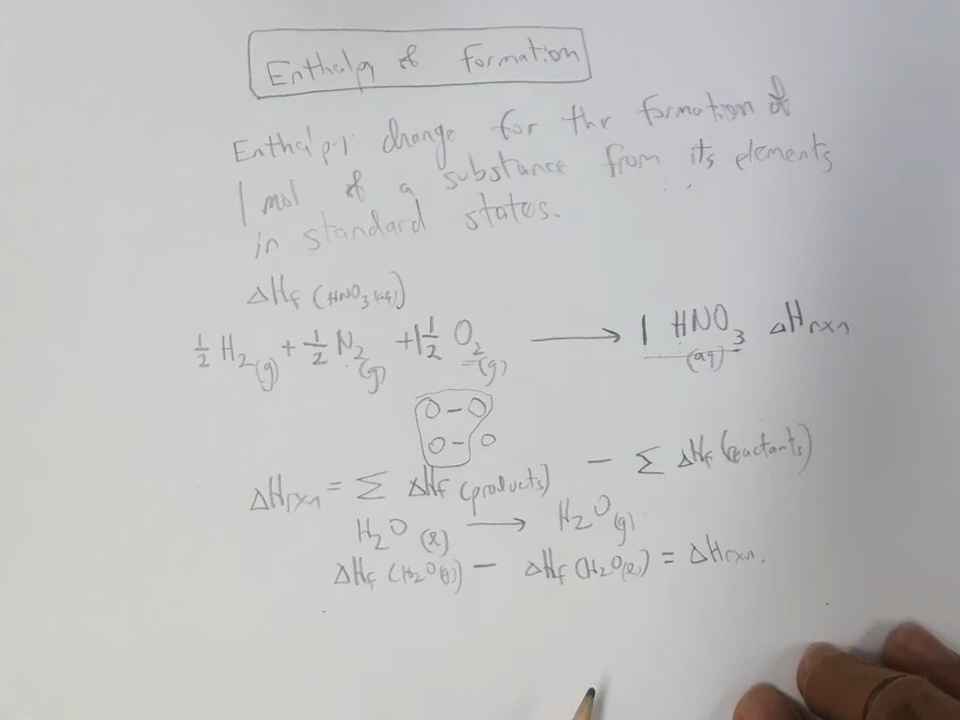 Enthalpy of formation
Enthalpy change for the formation of
1 mol of a substance from its elements
in standard states.
ΔHf (HNO3(aq))
½ H2(g) + ½ N2(g) + 1½ O2(g) ⟶ 1 HNO3(aq) ΔHrxn
O-O
O-O
ΔHrxn = Σ ΔHf (products) - Σ ΔHf (reactants)
H2O(l) ⟶ H2O(g)
ΔHf (H2O(g)) - ΔHf (H2O(l)) = ΔHrxn.